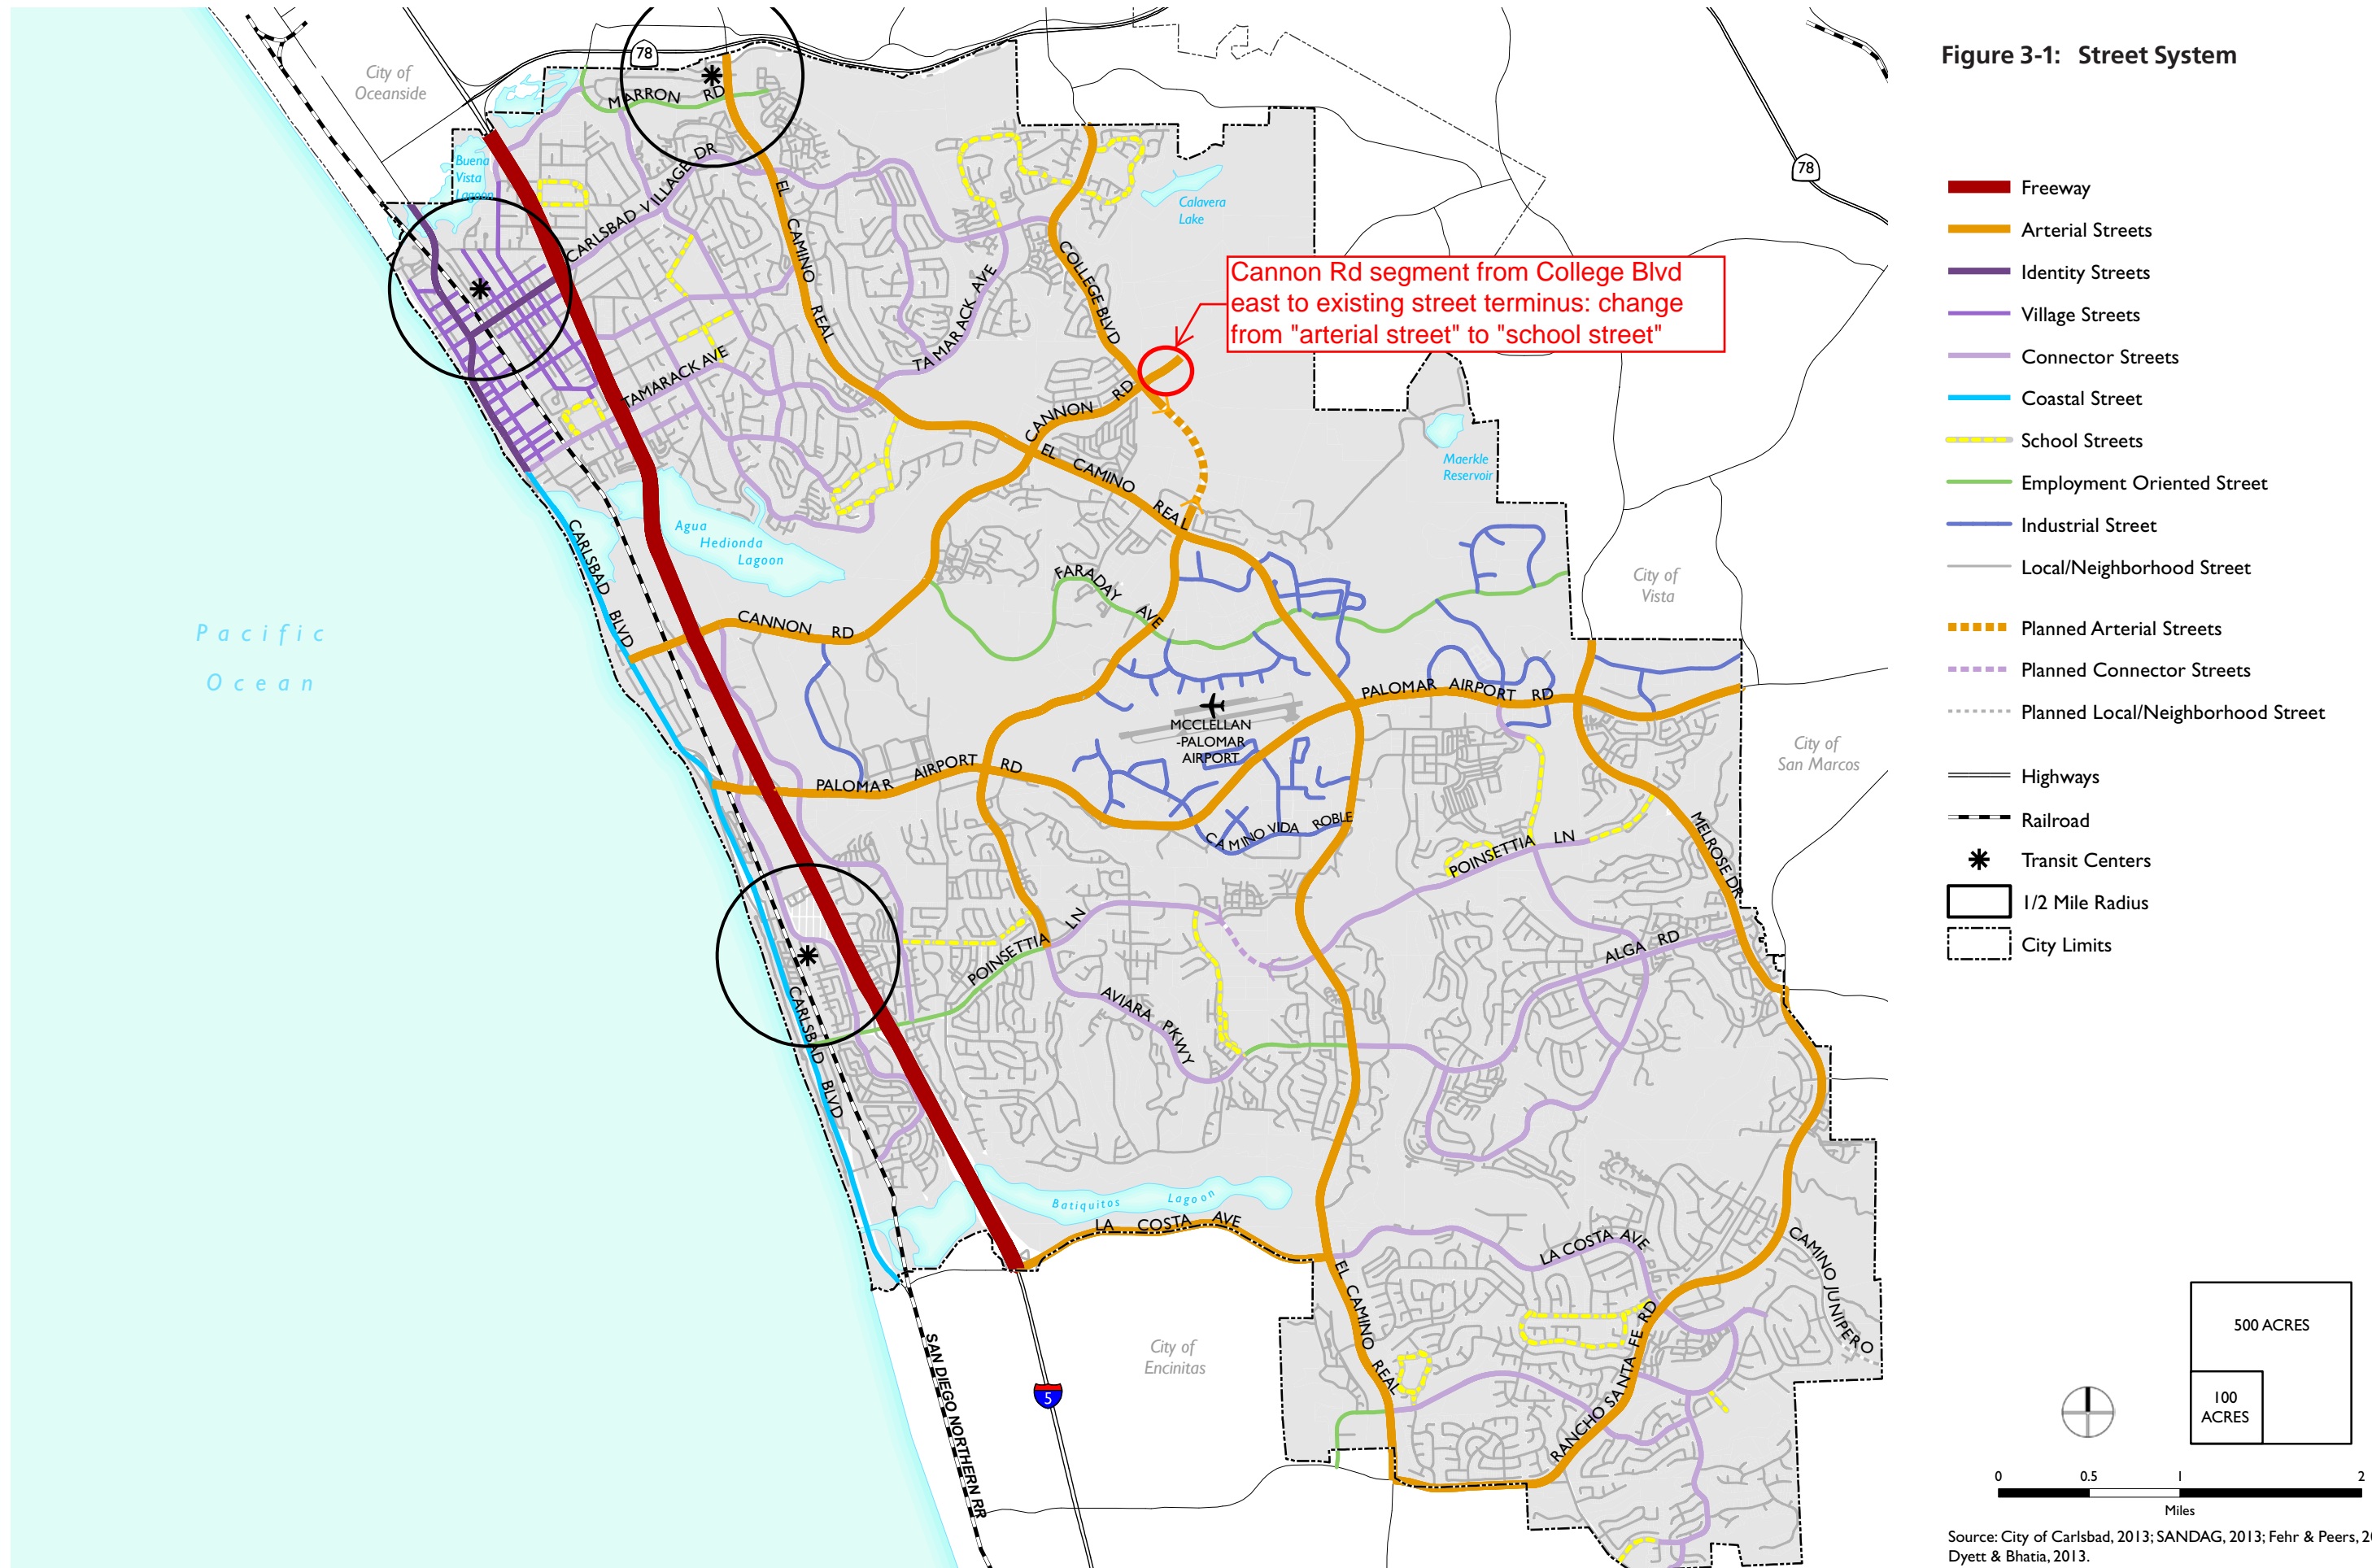 Figure 3-1: Street System
78
City of
Oceanside
MARRON RD
Buena
Vista
Lagoon
CARLSBAD VILLAGE DR
EL CAMINO REAL
Calavera
Lake
78
COLLEGE BLVD
TAMARACK AVE
Cannon Rd segment from College Blvd
east to existing street terminus: change
from "arterial street" to "school street"
TAMARACK AVE
CANNON RD
EL CAMINO REAL
Maerkle
Reservoir
Agua
Hedionda
Lagoon
CARLSBAD BLVD
FARADAY AVE
City of
Vista
Pacific
Ocean
CANNON RD
PALOMAR AIRPORT RD
MCCLELLAN
-PALOMAR
AIRPORT
City of
San Marcos
PALOMAR AIRPORT RD
CAMINO VIDA ROBLE
MELROSE DR
POINSETTIA LN
POINSETTIA LN
ALGA RD
AVIARA PKWY
CARLSBAD BLVD
Batiquitos Lagoon
LA COSTA AVE
LA COSTA AVE
CAMINO JUNIPERO
EL CAMINO REAL
RANCHO SANTA FE RD
City of
Encinitas
SAN DIEGO NORTHERN RR
5
Freeway
Arterial Streets
Identity Streets
Village Streets
Connector Streets
Coastal Street
School Streets
Employment Oriented Street
Industrial Street
Local/Neighborhood Street
Planned Arterial Streets
Planned Connector Streets
Planned Local/Neighborhood Street
Highways
Railroad
Transit Centers
1/2 Mile Radius
City Limits
500 ACRES
100
ACRES
0 0.5 1 2
Miles
Source: City of Carlsbad, 2013; SANDAG, 2013; Fehr & Peers,
Dyett & Bhatia, 2013.